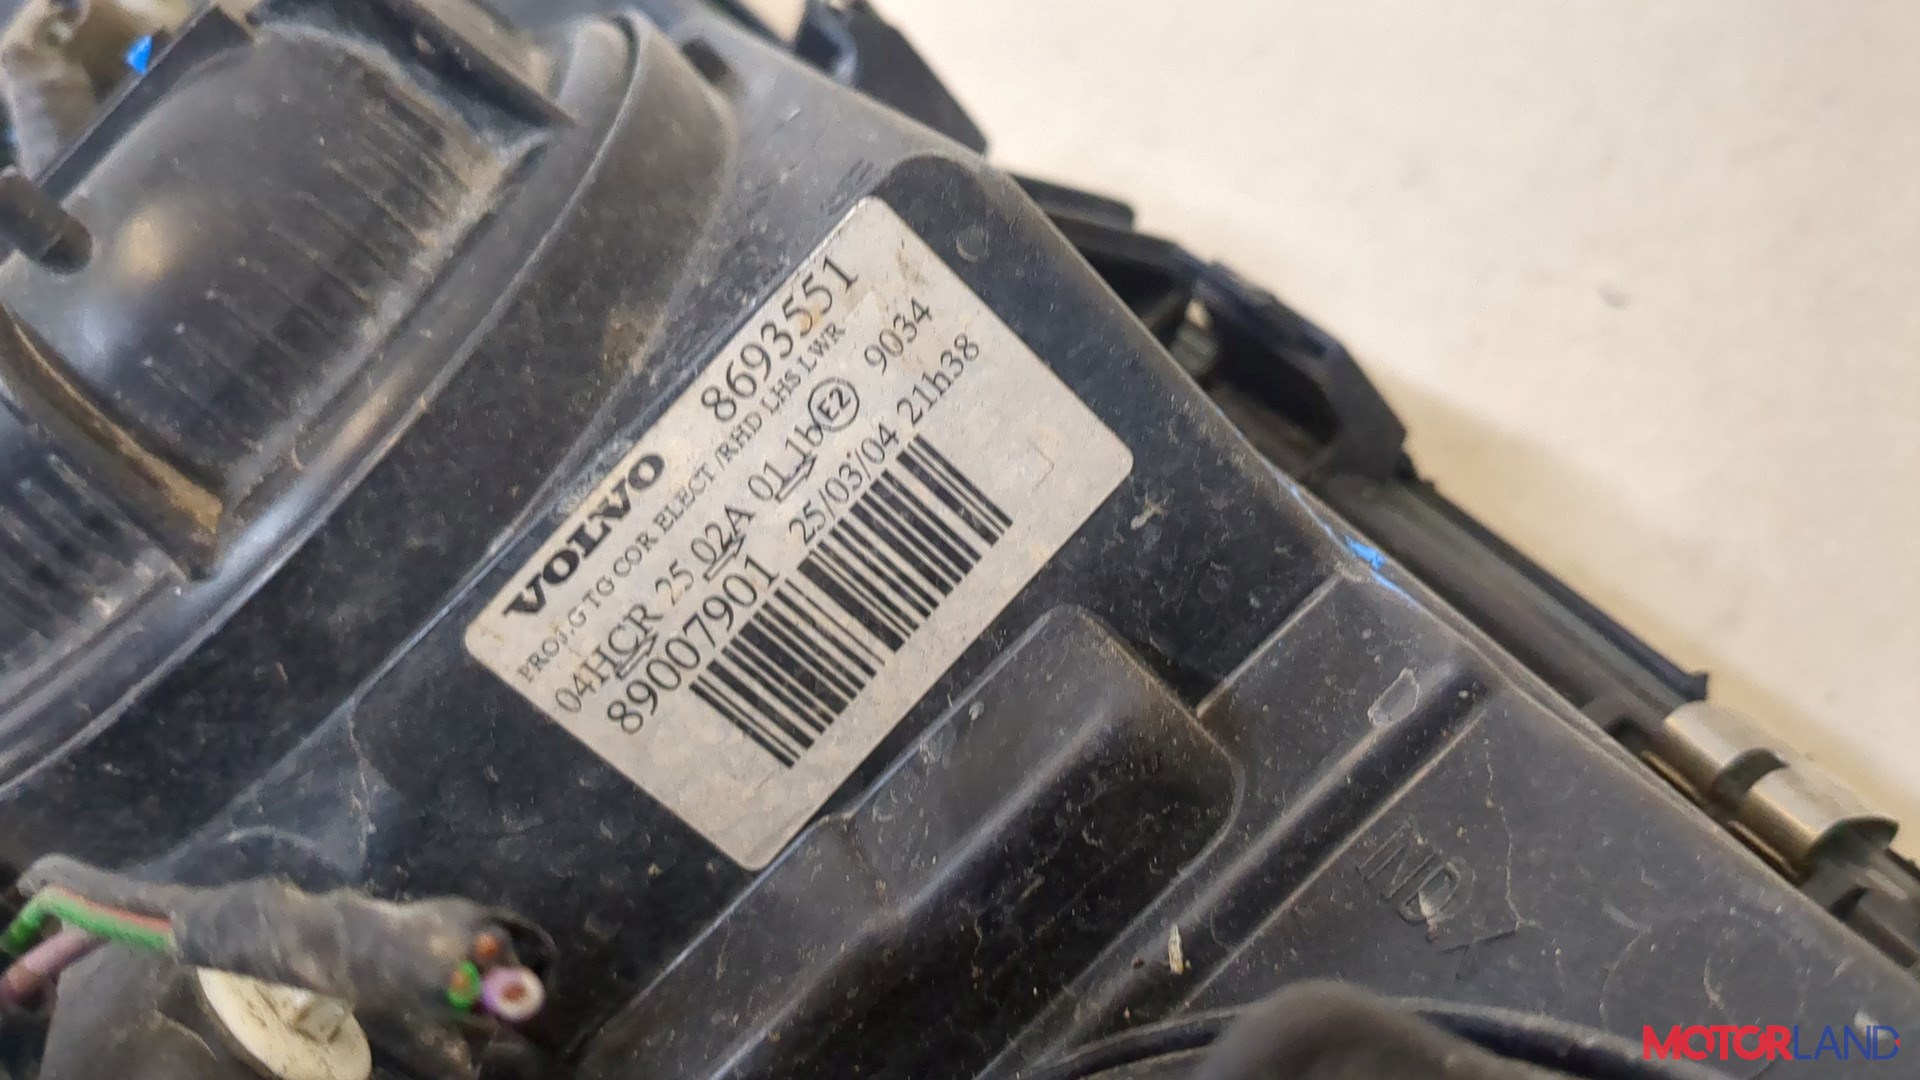 VOLVO 8693551
PROJ.GTG COR ELECT /RHD LHS LWR
04HCR 25 02A 01 1b E2 9034
89007901 25/03/04 21h38
MOTORLAND